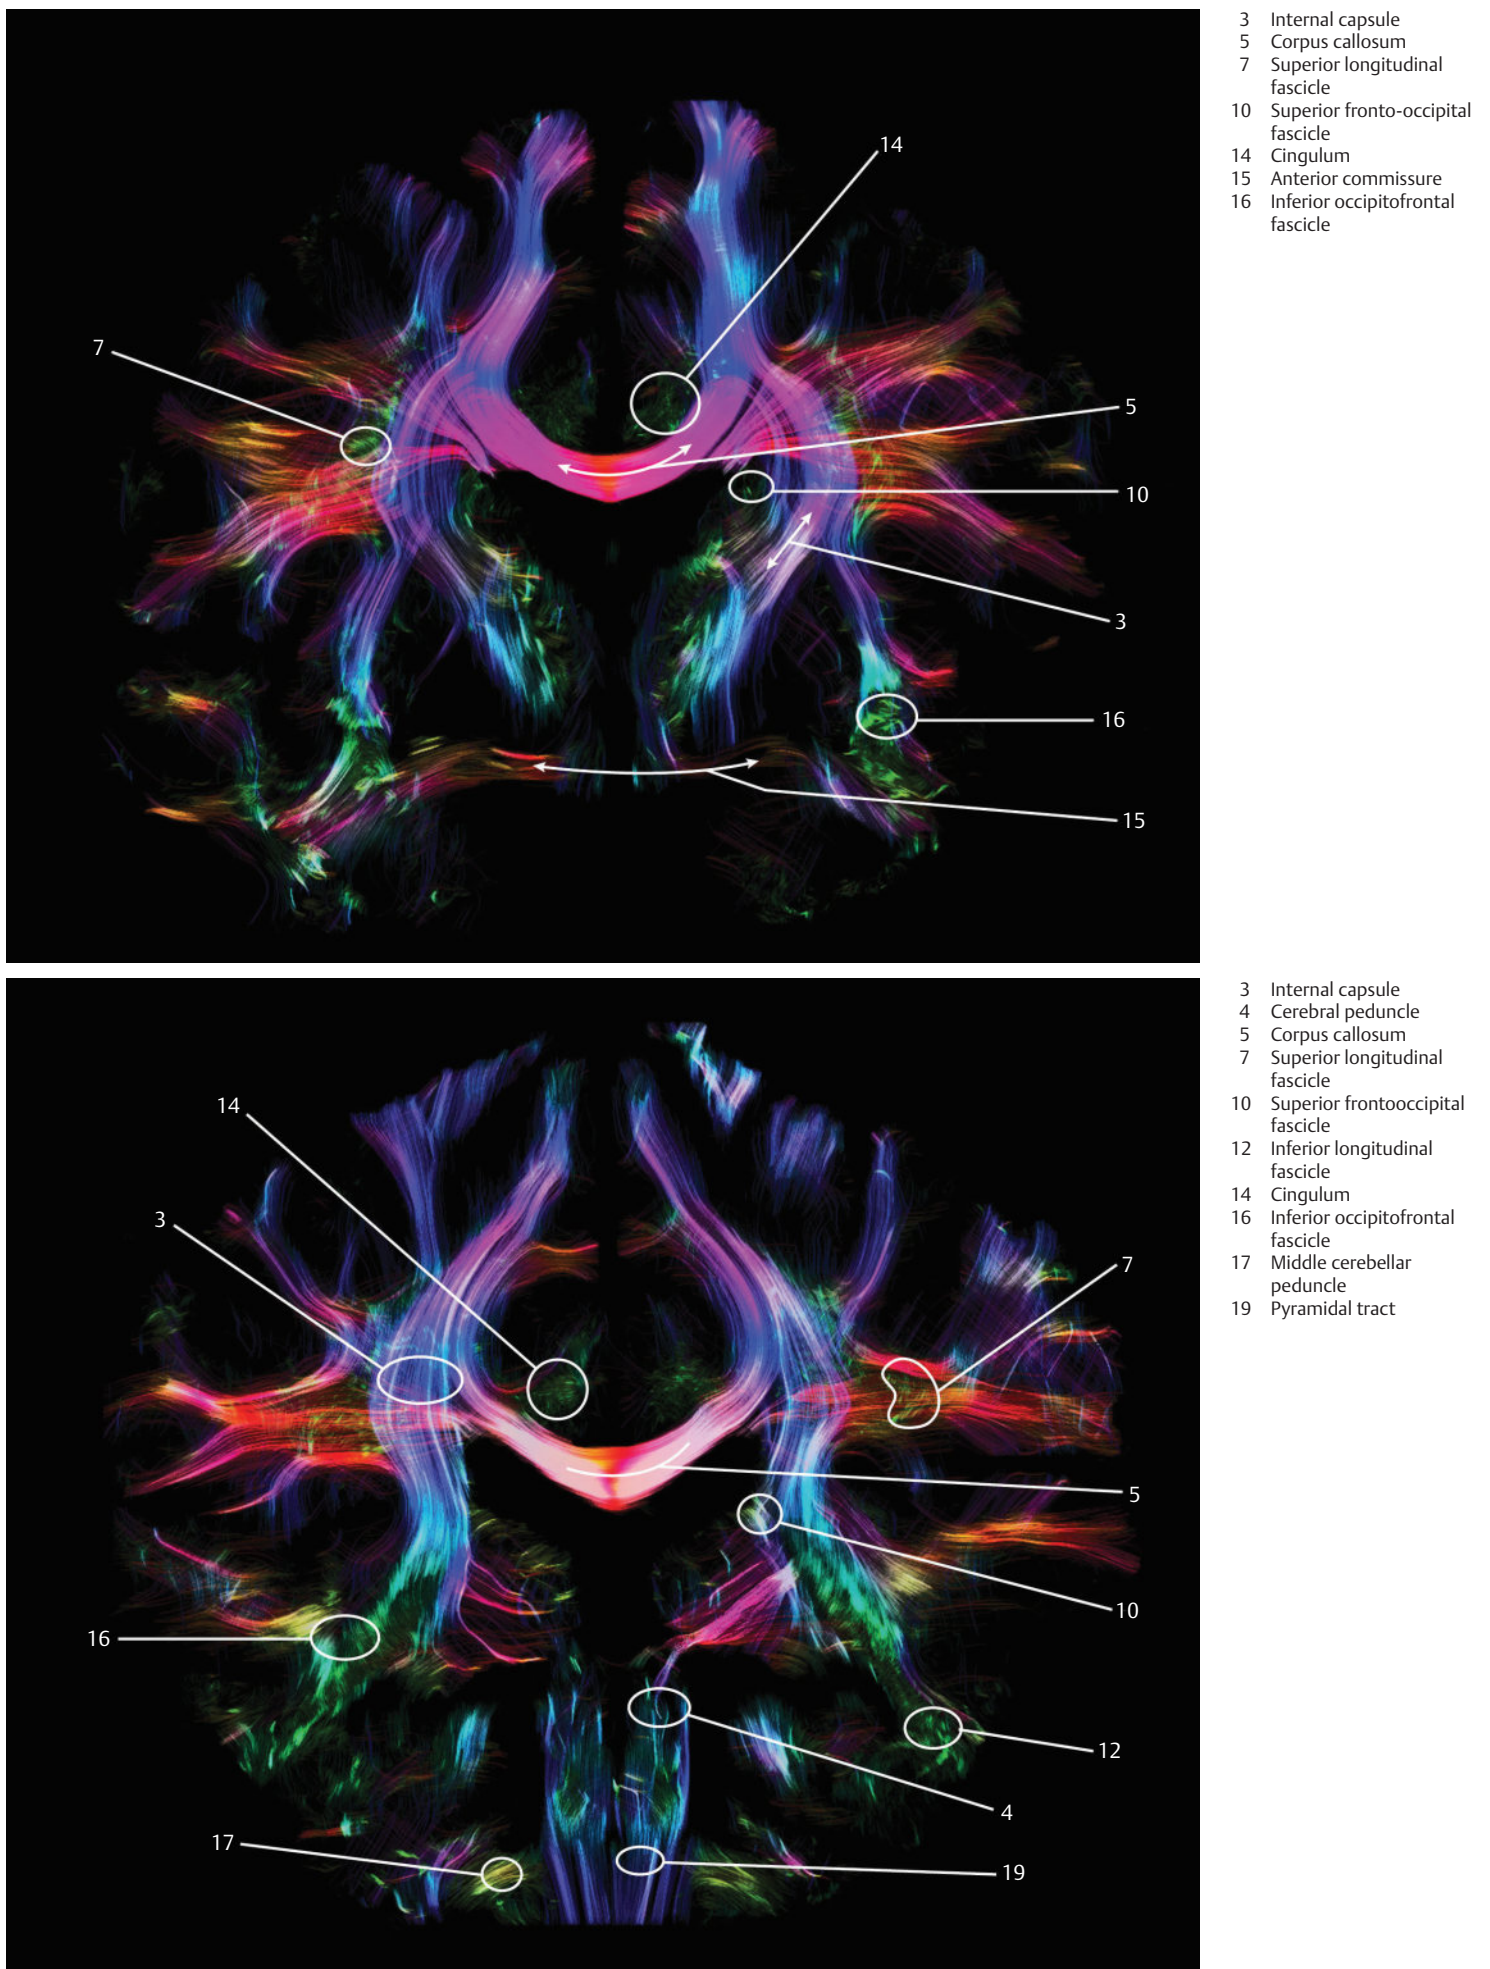 3 Internal capsule
5 Corpus callosum
7 Superior longitudinal
fascicle
10 Superior fronto-occipital
fascicle
14 Cingulum
15 Anterior commissure
16 Inferior occipitofrontal
fascicle
14
7
5
10
3
16
15
3 Internal capsule
4 Cerebral peduncle
5 Corpus callosum
7 Superior longitudinal
fascicle
10 Superior frontooccipital
fascicle
12 Inferior longitudinal
fascicle
14 Cingulum
16 Inferior occipitofrontal
fascicle
17 Middle cerebellar
peduncle
19 Pyramidal tract
14
3
7
5
10
16
12
4
17
19